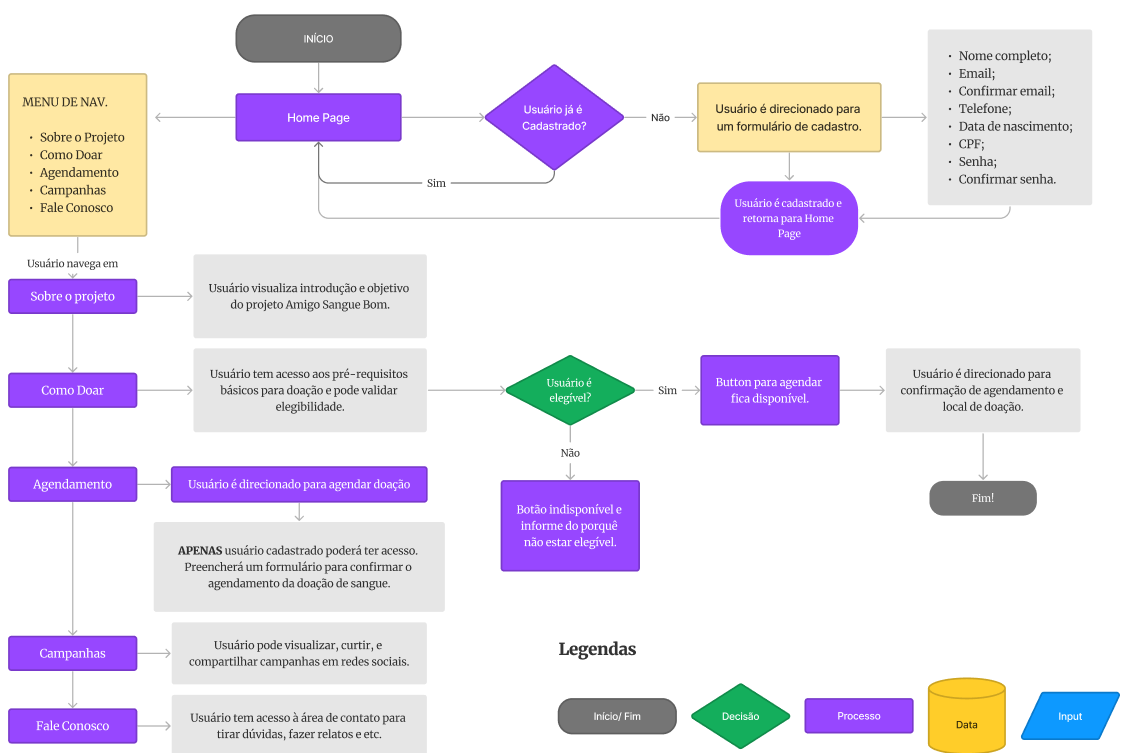 INÍCIO
Home Page
Usuário já é
Cadastrado?
Não
Sim
Usuário é direcionado para
um formulário de cadastro.
• Nome completo;
• Email;
• Confirmar email;
• Telefone;
• Data de nascimento;
• CPF;
• Senha;
• Confirmar senha.
Usuário é cadastrado e
retorna para Home
Page
MENU DE NAV.
• Sobre o Projeto
• Como Doar
• Agendamento
• Campanhas
• Fale Conosco
Usuário navega em
Sobre o projeto
Usuário visualiza introdução e objetivo
do projeto Amigo Sangue Bom.
Como Doar
Usuário tem acesso aos pré-requisitos
básicos para doação e pode validar
elegibilidade.
Usuário é
elegível?
Sim
Button para agendar
fica disponível.
Usuário é direcionado para
confirmação de agendamento e
local de doação.
Fim!
Não
Botão indisponível e
informe do porquê
não estar elegível.
Agendamento
Usuário é direcionado para agendar doação
APENAS usuário cadastrado poderá ter acesso.
Preencherá um formulário para confirmar o
agendamento da doação de sangue.
Campanhas
Usuário pode visualizar, curtir, e
compartilhar campanhas em redes sociais.
Fale Conosco
Usuário tem acesso à área de contato para
tirar dúvidas, fazer relatos e etc.
Legendas
Início/ Fim
Decisão
Processo
Data
Input